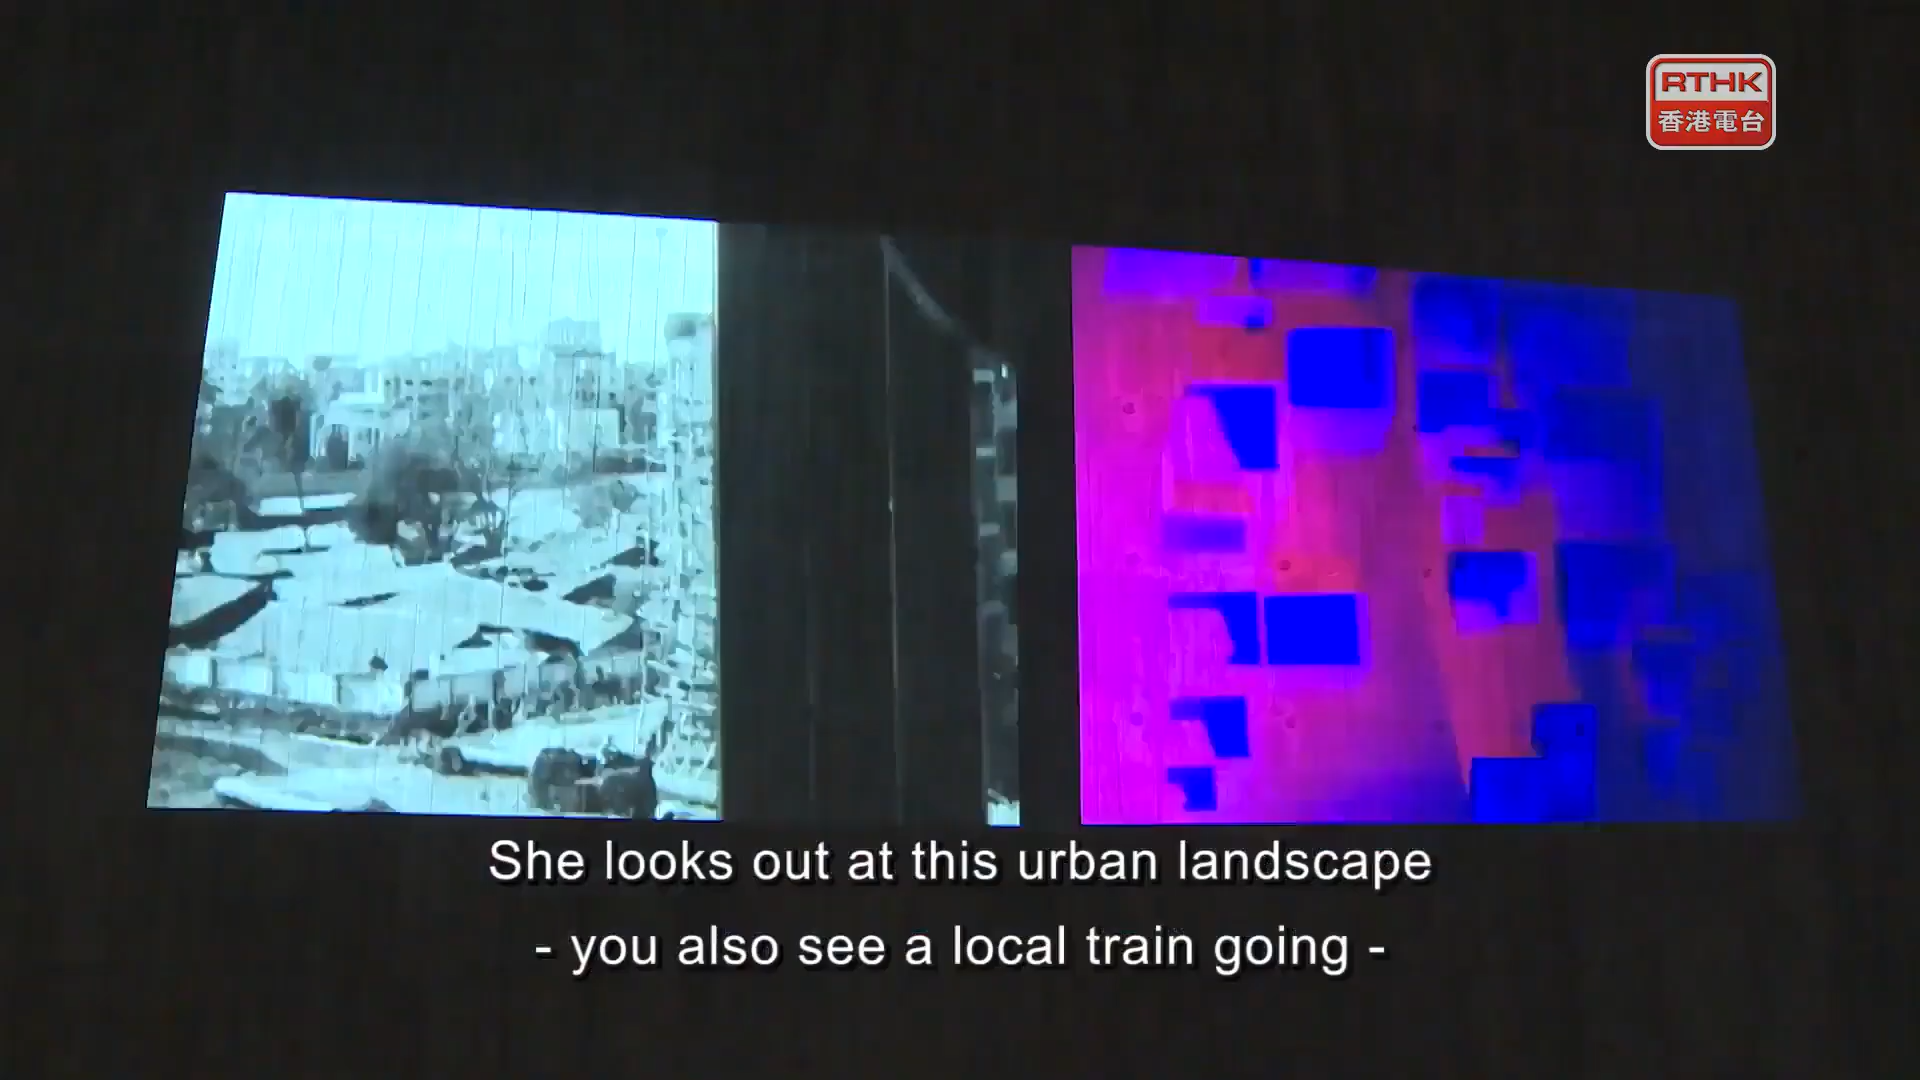 RTHK
香港電台
She looks out at this urban landscape
- you also see a local train going -